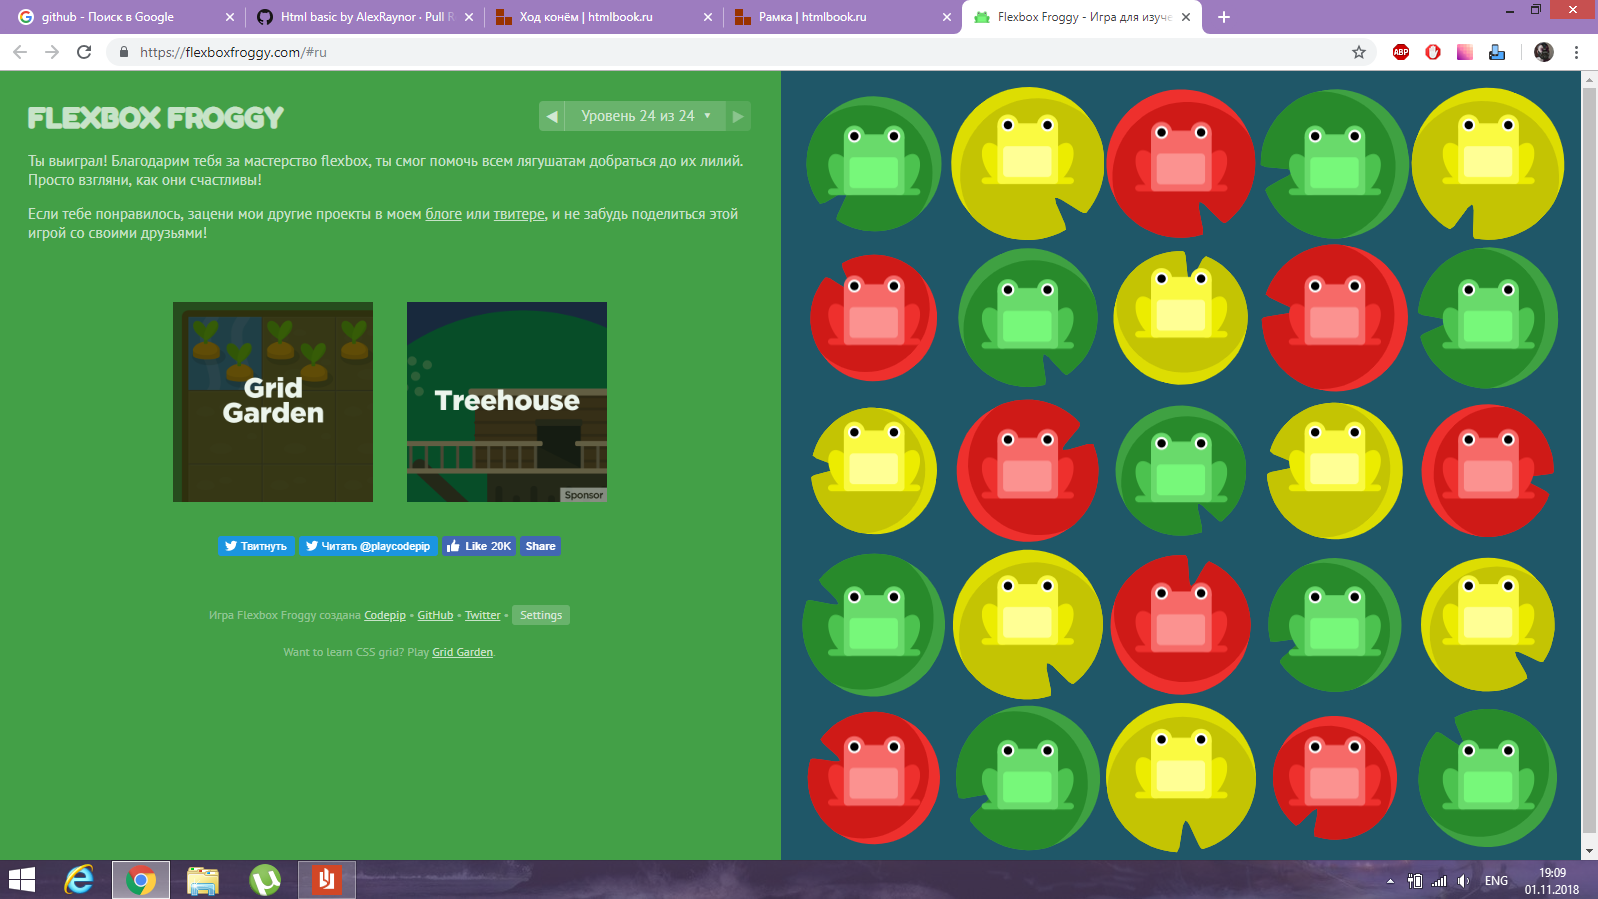 github - Поиск в Google
Html basic by AlexRaynor · Pull R
Ход конём | htmlbook.ru
Рамка | htmlbook.ru
Flexbox Froggy - Игра для изуче
https://flexboxfroggy.com/#ru
ABP
FLEXBOX FROGGY
Уровень 24 из 24
Ты выиграл! Благодарим тебя за мастерство flexbox, ты смог помочь всем лягушатам добраться до их лилий.
Просто взгляни, как они счастливы!
Если тебе понравилось, зацени мои другие проекты в моем блоге или твитере, и не забудь поделиться этой
игрой со своими друзьями!
Grid
Garden
Treehouse
Sponsor
Твитнуть
Читать @playcodepip
Like 20K
Share
Игра Flexbox Froggy создана Codepip • GitHub • Twitter • Settings
Want to learn CSS grid? Play Grid Garden.
ENG
19:09
01.11.2018